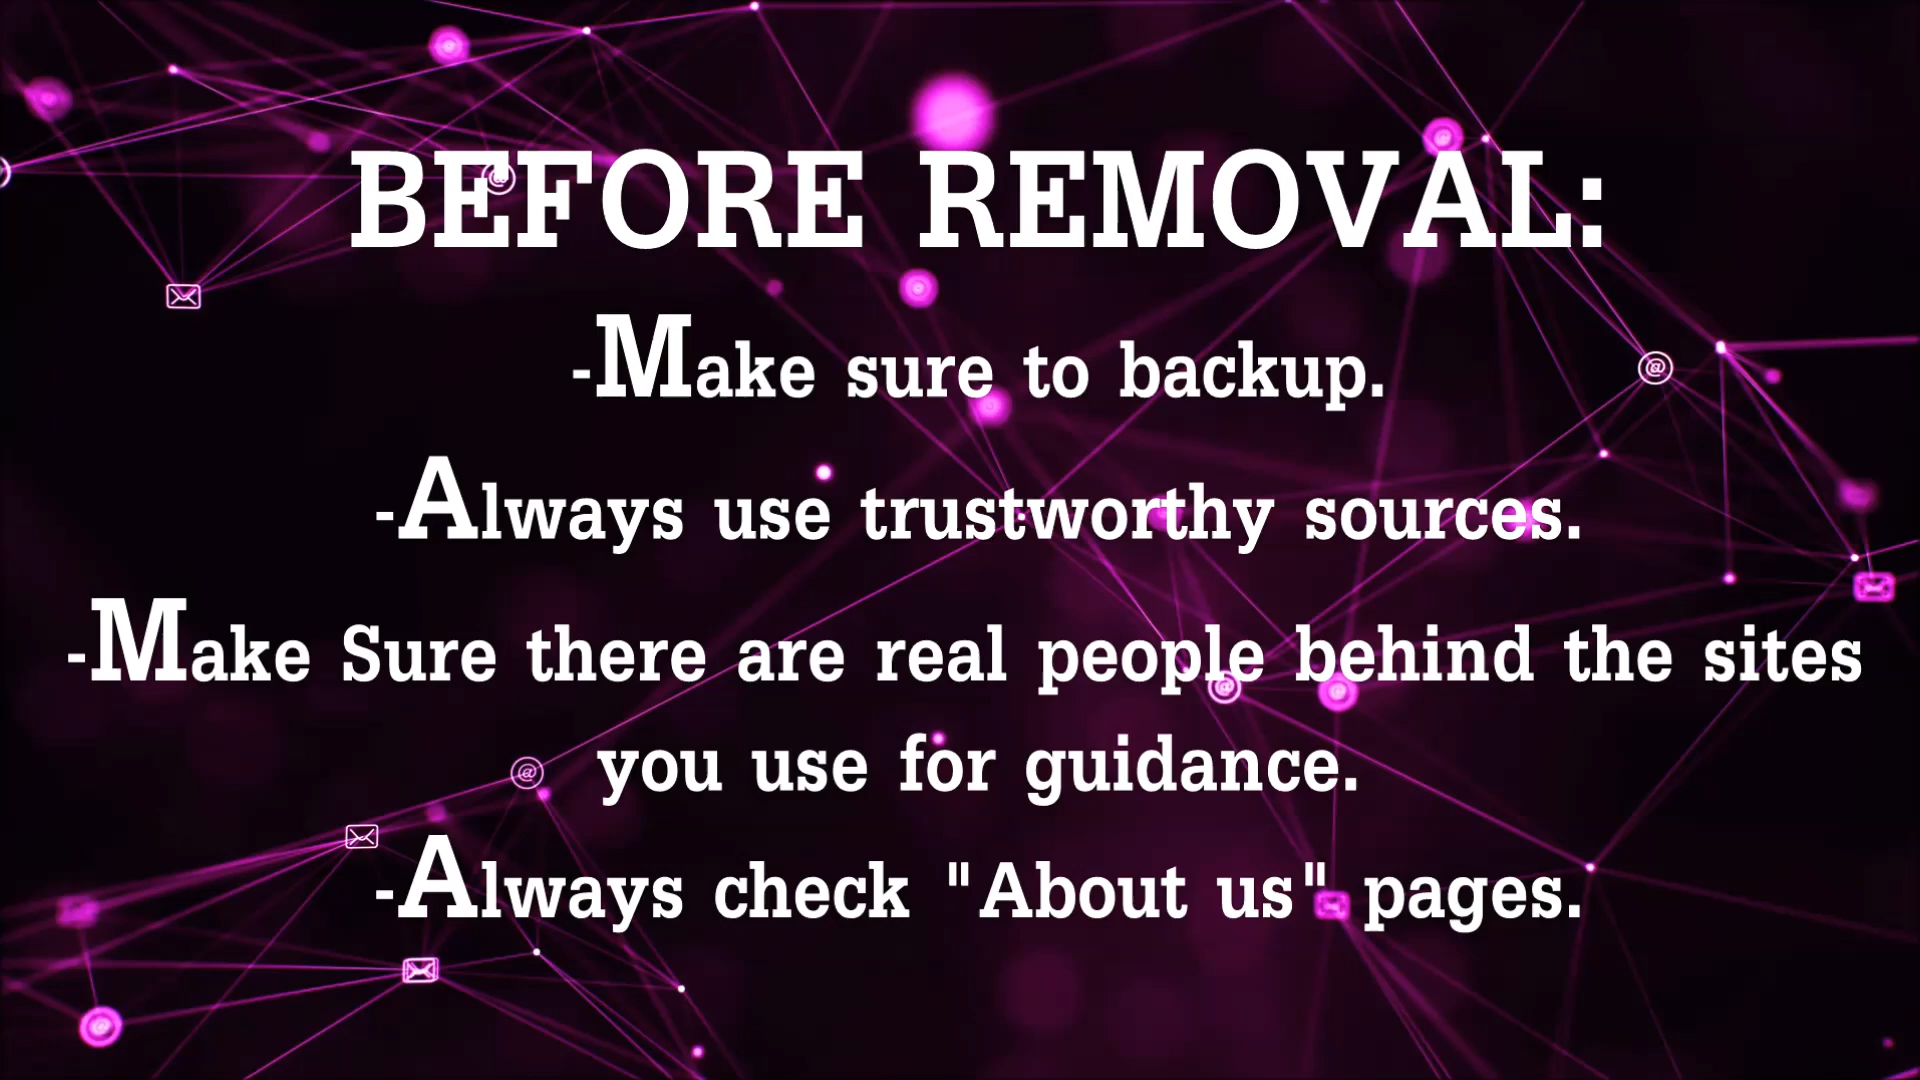 BEFORE REMOVAL:
-Make sure to backup.
-Always use trustworthy sources.
-Make Sure there are real people behind the sites
you use for guidance.
-Always check "About us" pages.